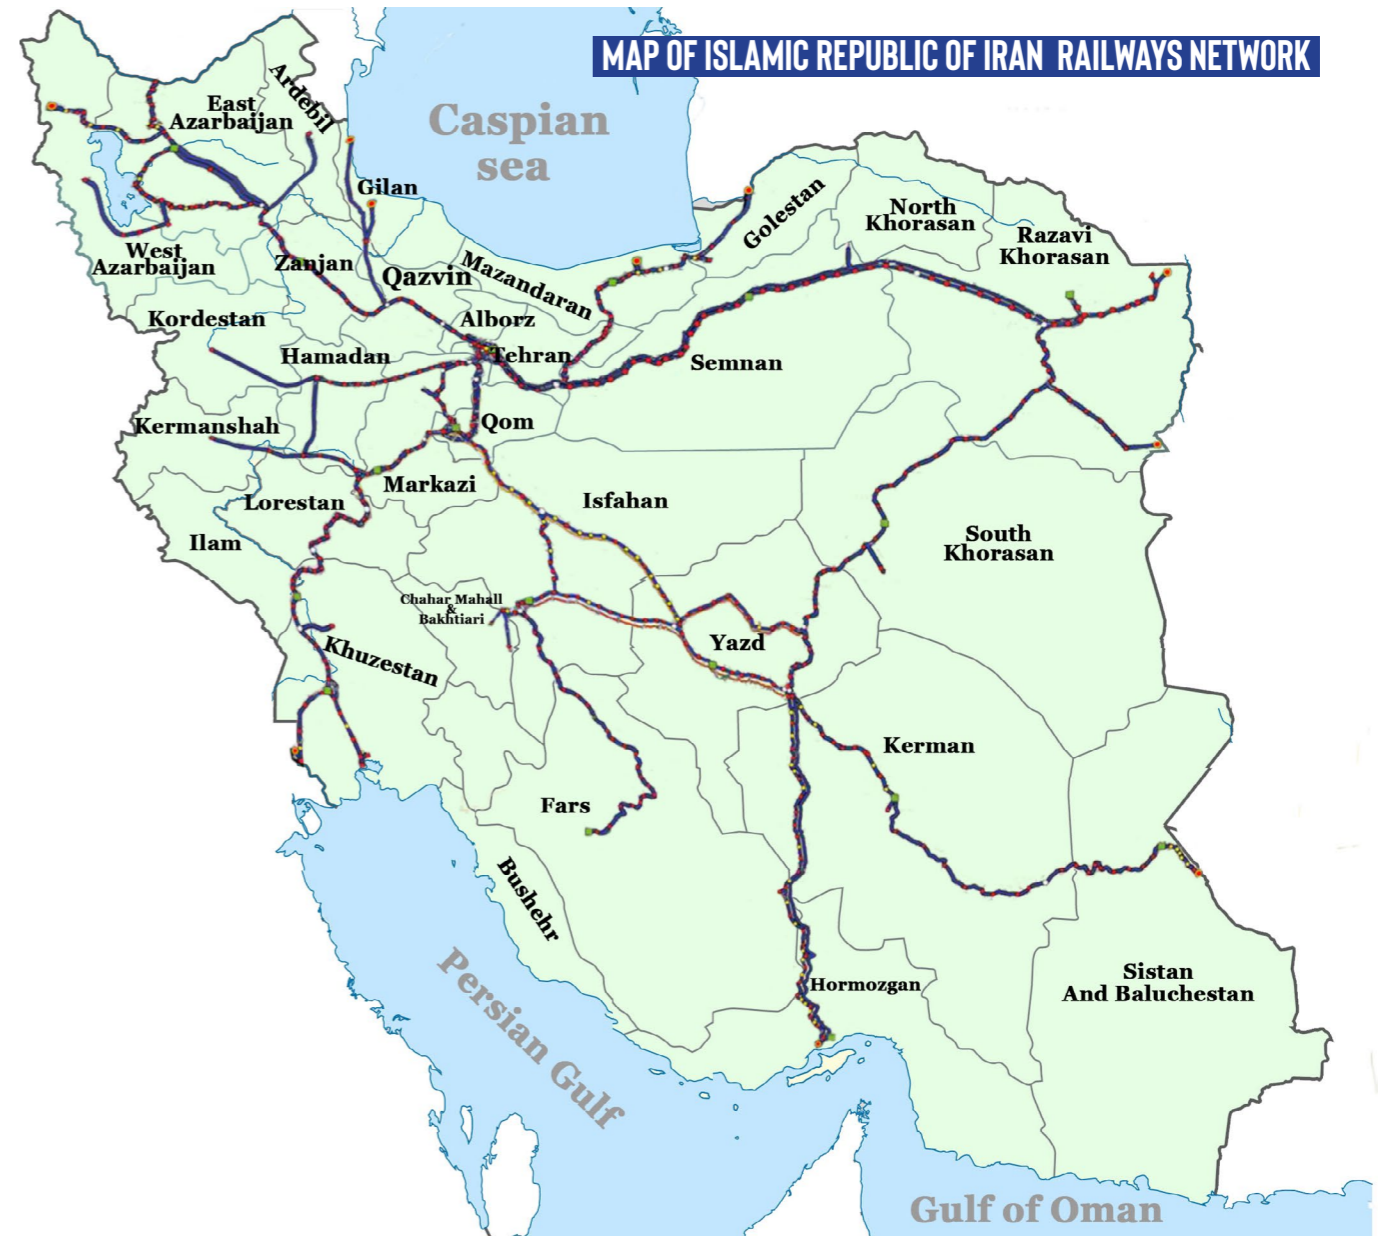 MAP OF ISLAMIC REPUBLIC OF IRAN RAILWAYS NETWORK
Caspian
sea
East
Azarbaijan
Ardebil
Gilan
Golestan
North
Khorasan
Razavi
Khorasan
West
Azarbaijan
Zanjan
Qazvin
Mazandaran
Kordestan
Alborz
Hamadan
Tehran
Semnan
Kermanshah
Qom
Markazi
Lorestan
Isfahan
Ilam
South
Khorasan
Chahar Mahall
&
Bakhtiari
Khuzestan
Yazd
Kerman
Fars
Bushehr
Hormozgan
Sistan
And Baluchestan
Persian Gulf
Gulf of Oman